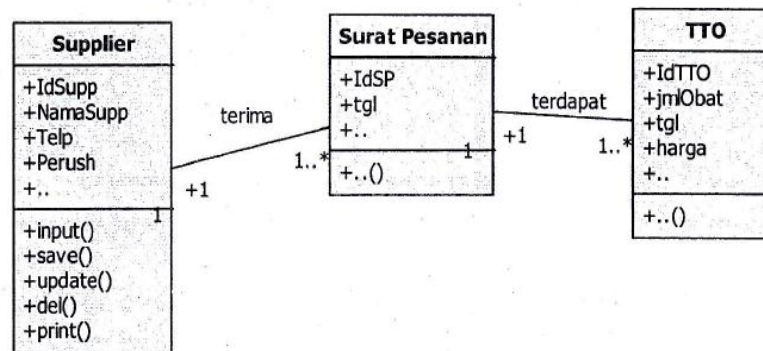 Supplier
+IdSupp
+NamaSupp
+Telp
+Perush
+..
1
+input()
+save()
+update()
+del()
+print()
terima
+1
1..*
Surat Pesanan
+IdSP
+tgl
+..
1
+..()
terdapat
+1
1..*
TTO
+IdTTO
+jmlObat
+tgl
+harga
+..
+..()